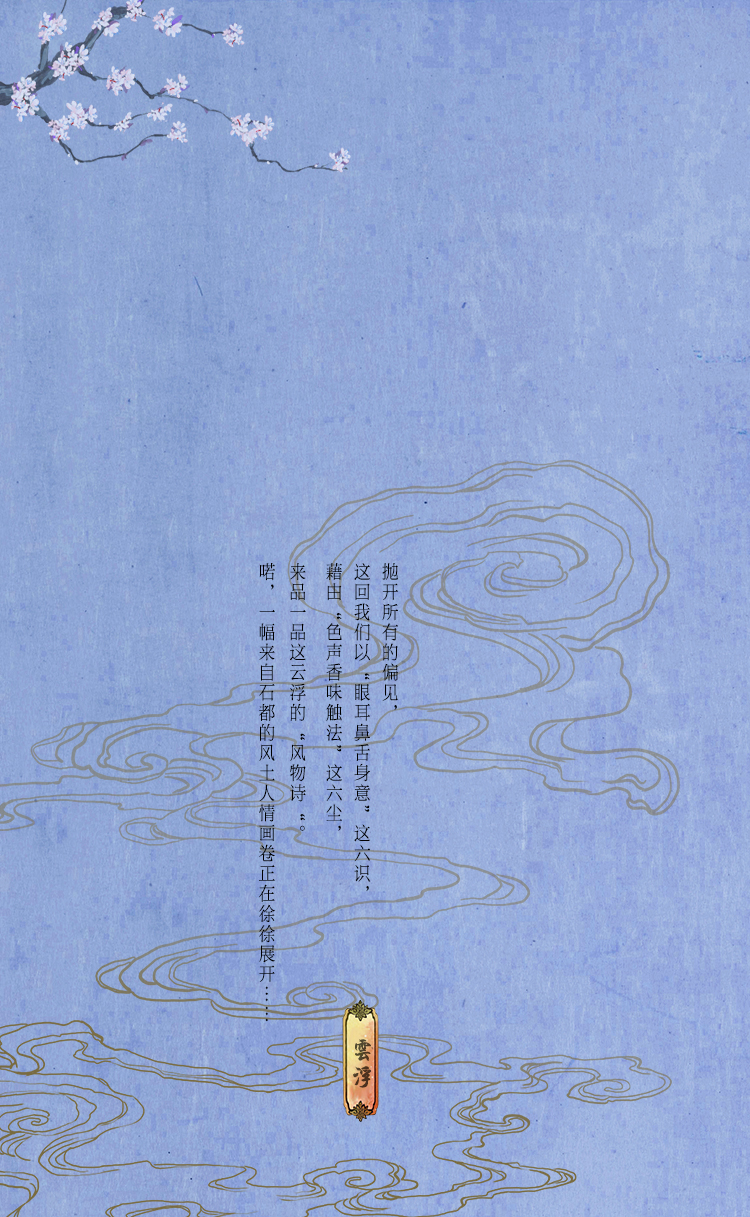 抛开所有的偏见，
这回我们以“眼耳鼻舌身意”这六识，
藉由“色声香味触法”这六尘，
来品一品这云浮的“风物诗“。
喏，一幅来自石都的风土人情画卷正在徐徐展开……
雲浮